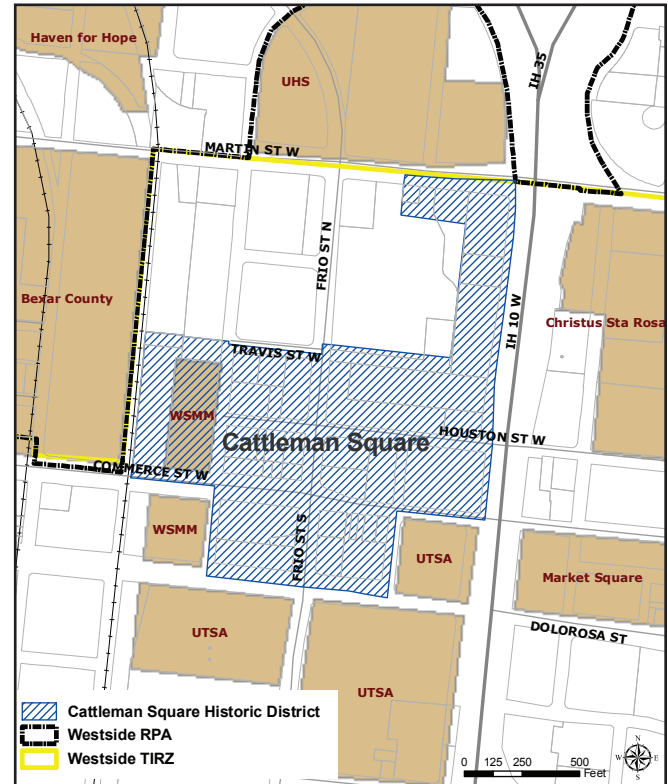 Haven for Hope
UHS
IH 35
MARTIN ST W
FRIO ST N
Bexar County
IH 10 W
Christus Sta Rosa
TRAVIS ST W
WSMM
HOUSTON ST W
Cattleman Square
COMMERCE ST W
WSMM
FRIO ST S
UTSA
Market Square
UTSA
DOLOROSA ST
UTSA
Cattleman Square Historic District
Westside RPA
Westside TIRZ
0 125 250 500
Feet
N
W E
S